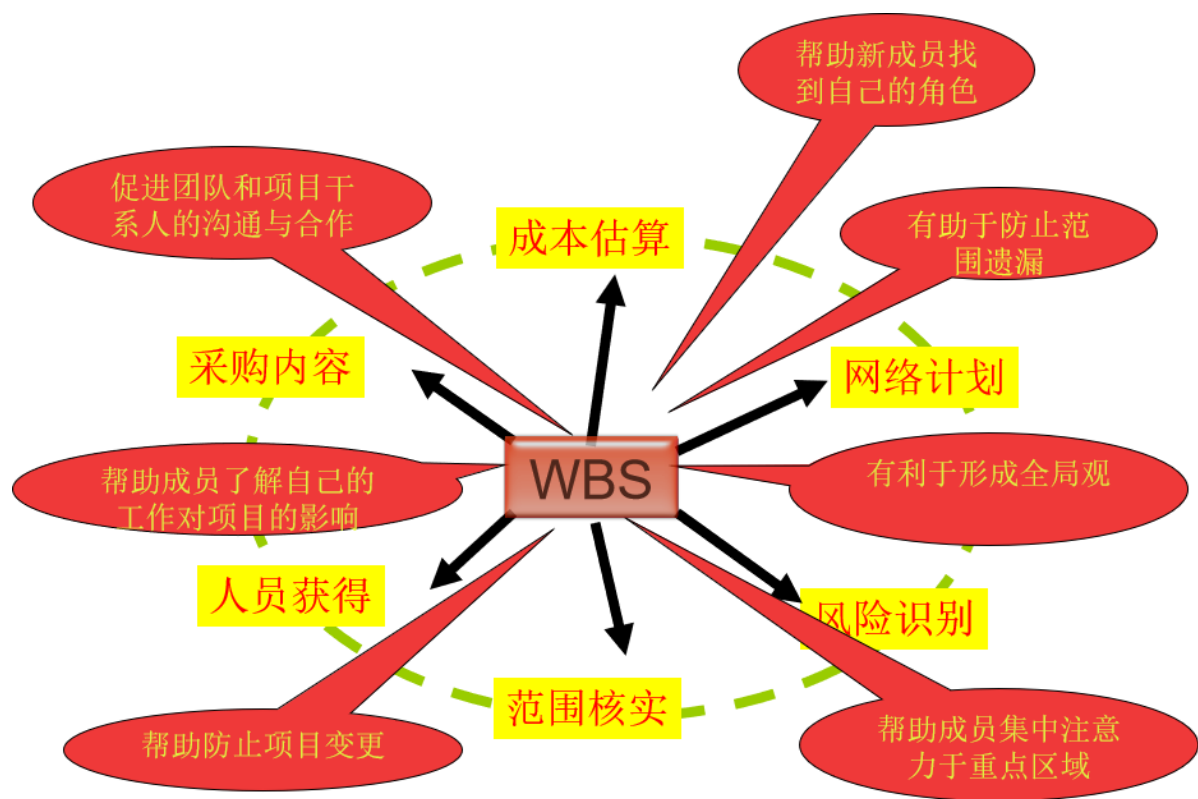 帮助新成员找
到自己的角色
促进团队和项目干
系人的沟通与合作
成本估算
有助于防止范
围遗漏
采购内容
网络计划
WBS
帮助成员了解自己的
工作对项目的影响
有利于形成全局观
人员获得
风险识别
范围核实
帮助防止项目变更
帮助成员集中注意
力于重点区域